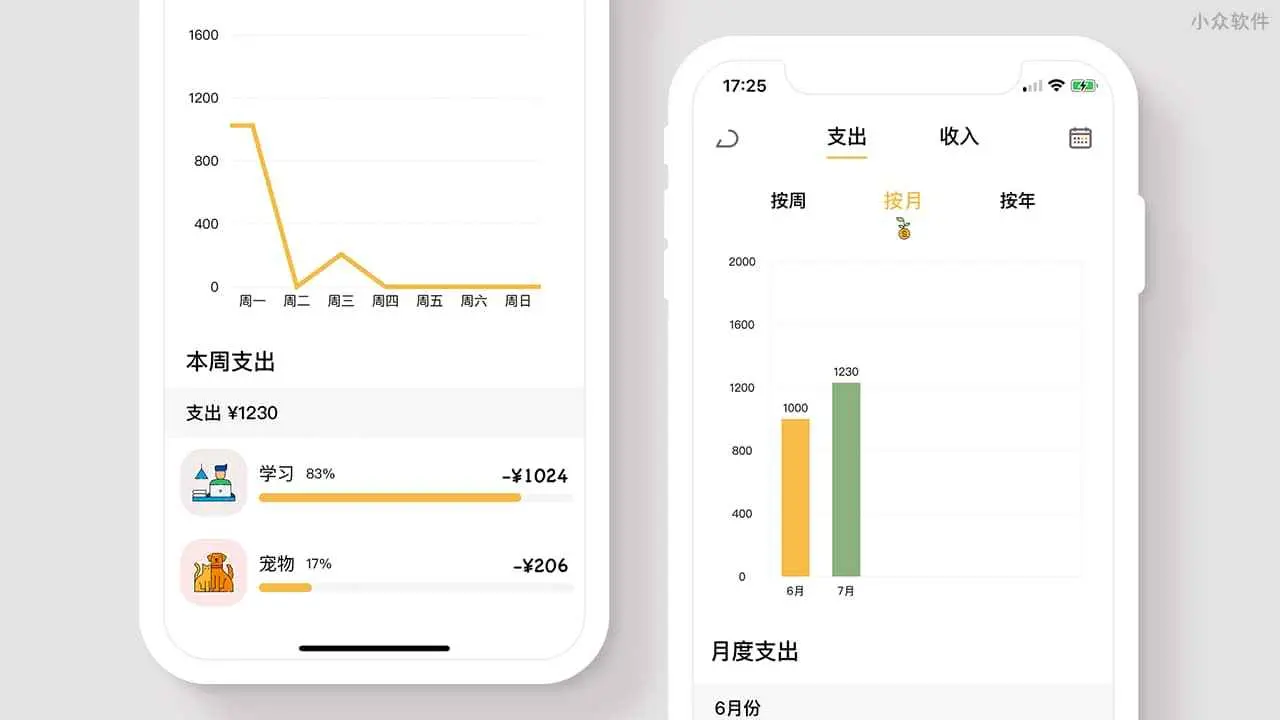 小众软件
1600
1200
800
400
0
周一 周二 周三 周四 周五 周六 周日
本周支出
支出 ¥1230
学习 83% -¥1024
宠物 17% -¥206
17:25
支出 收入
按周 按月 按年
2000
1600
1200
800
400
0
1000
1230
6月 7月
月度支出
6月份